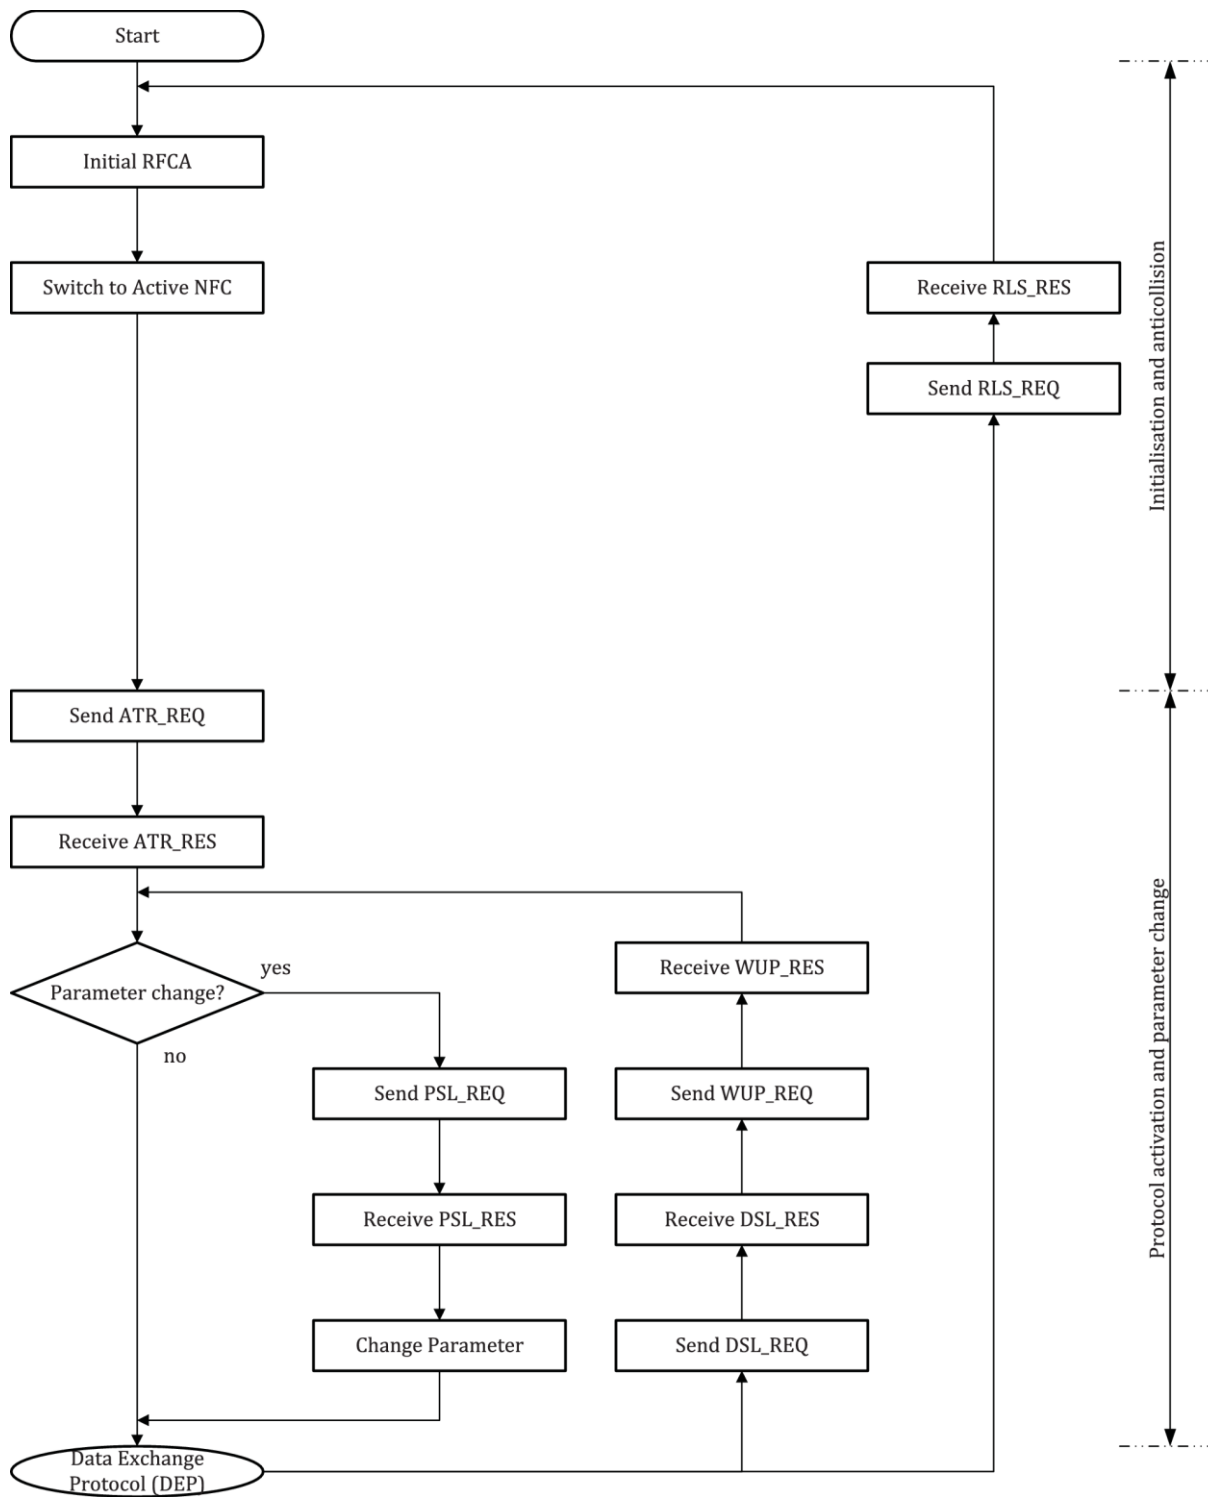 Start
Initial RFCA
Switch to Active NFC
Receive RLS_RES
Send RLS_REQ
Initialisation and anticollision
Send ATR_REQ
Receive ATR_RES
Parameter change?
yes
no
Receive WUP_RES
Send PSL_REQ
Send WUP_REQ
Receive PSL_RES
Receive DSL_RES
Change Parameter
Send DSL_REQ
Protocol activation and parameter change
Data Exchange
Protocol (DEP)